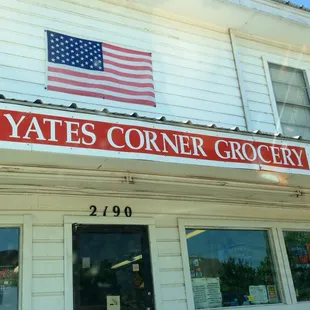 YATES CORNER GROCERY
2190